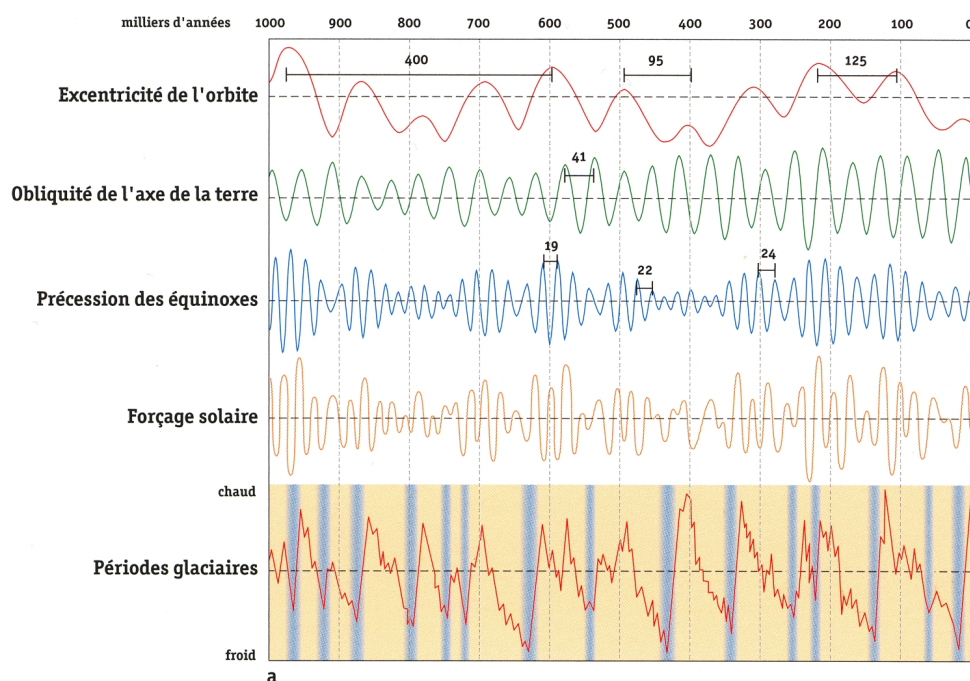 milliers d'années 1000 900 800 700 600 500 400 300 200 100 0
400 95 125
Excentricité de l'orbite
41
Obliquité de l'axe de la terre
19 22 24
Précession des équinoxes
Forçage solaire
chaud
Périodes glaciaires
froid
a